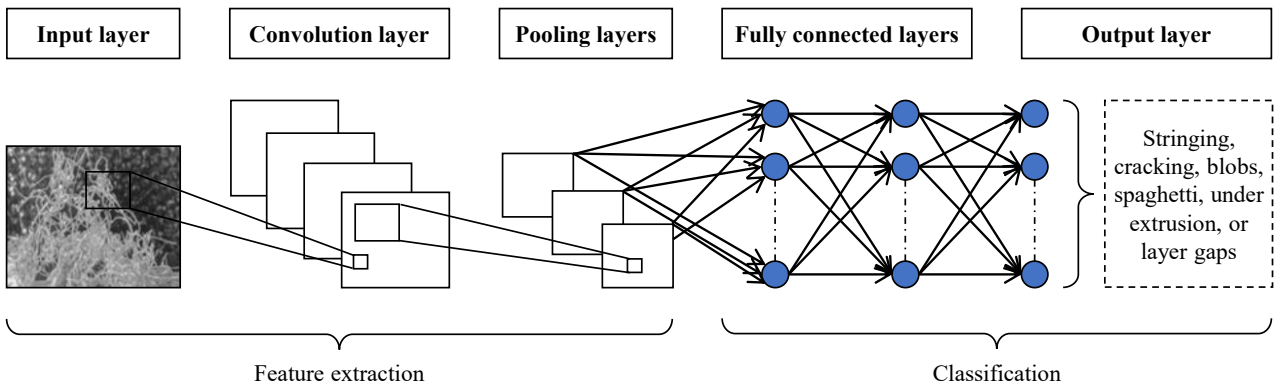 Input layer
Convolution layer
Pooling layers
Fully connected layers
Output layer
Stringing,
cracking, blobs,
spaghetti, under
extrusion, or
layer gaps
Feature extraction
Classification